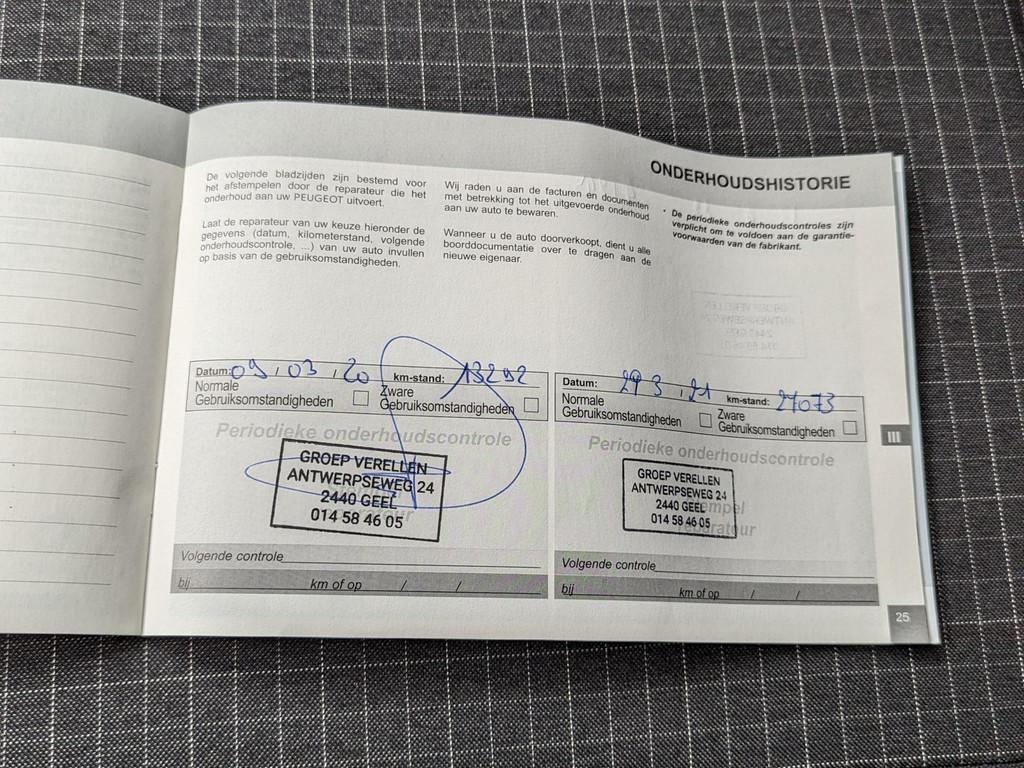 ONDERHOUDSHISTORIE
De volgende bladzijden zijn bestemd voor
het afstempelen door de reparateur die het
onderhoud aan uw PEUGEOT uitvoert.
Laat de reparateur van uw keuze hieronder de
gegevens (datum, kilometerstand, volgende
onderhoudscontrole, ...) van uw auto invullen
op basis van de gebruiksomstandigheden.
Wij raden u aan de facturen en documenten
met betrekking tot het uitgevoerde onderhoud
aan uw auto te bewaren.
Wanneer u de auto doorverkoopt, dient u alle
boorddocumentatie over te dragen aan de
nieuwe eigenaar.
• De periodieke onderhoudscontroles zijn
verplicht om te voldoen aan de garantie-
voorwaarden van de fabrikant.
Datum: 09 / 03 / 20 km-stand: 13292
Normale Zware
Gebruiksomstandigheden Gebruiksomstandigheden
Periodieke onderhoudscontrole
GROEP VERELLEN
ANTWERPSEWEG 24
2440 GEEL
014 58 46 05
Volgende controle
bij km of op / /
Datum: 29 3 / 21 km-stand: 21073
Normale Zware
Gebruiksomstandigheden Gebruiksomstandigheden
Periodieke onderhoudscontrole
GROEP VERELLEN
ANTWERPSEWEG 24
2440 GEEL
014 58 46 05
Volgende controle
bij km of op / /
III
25